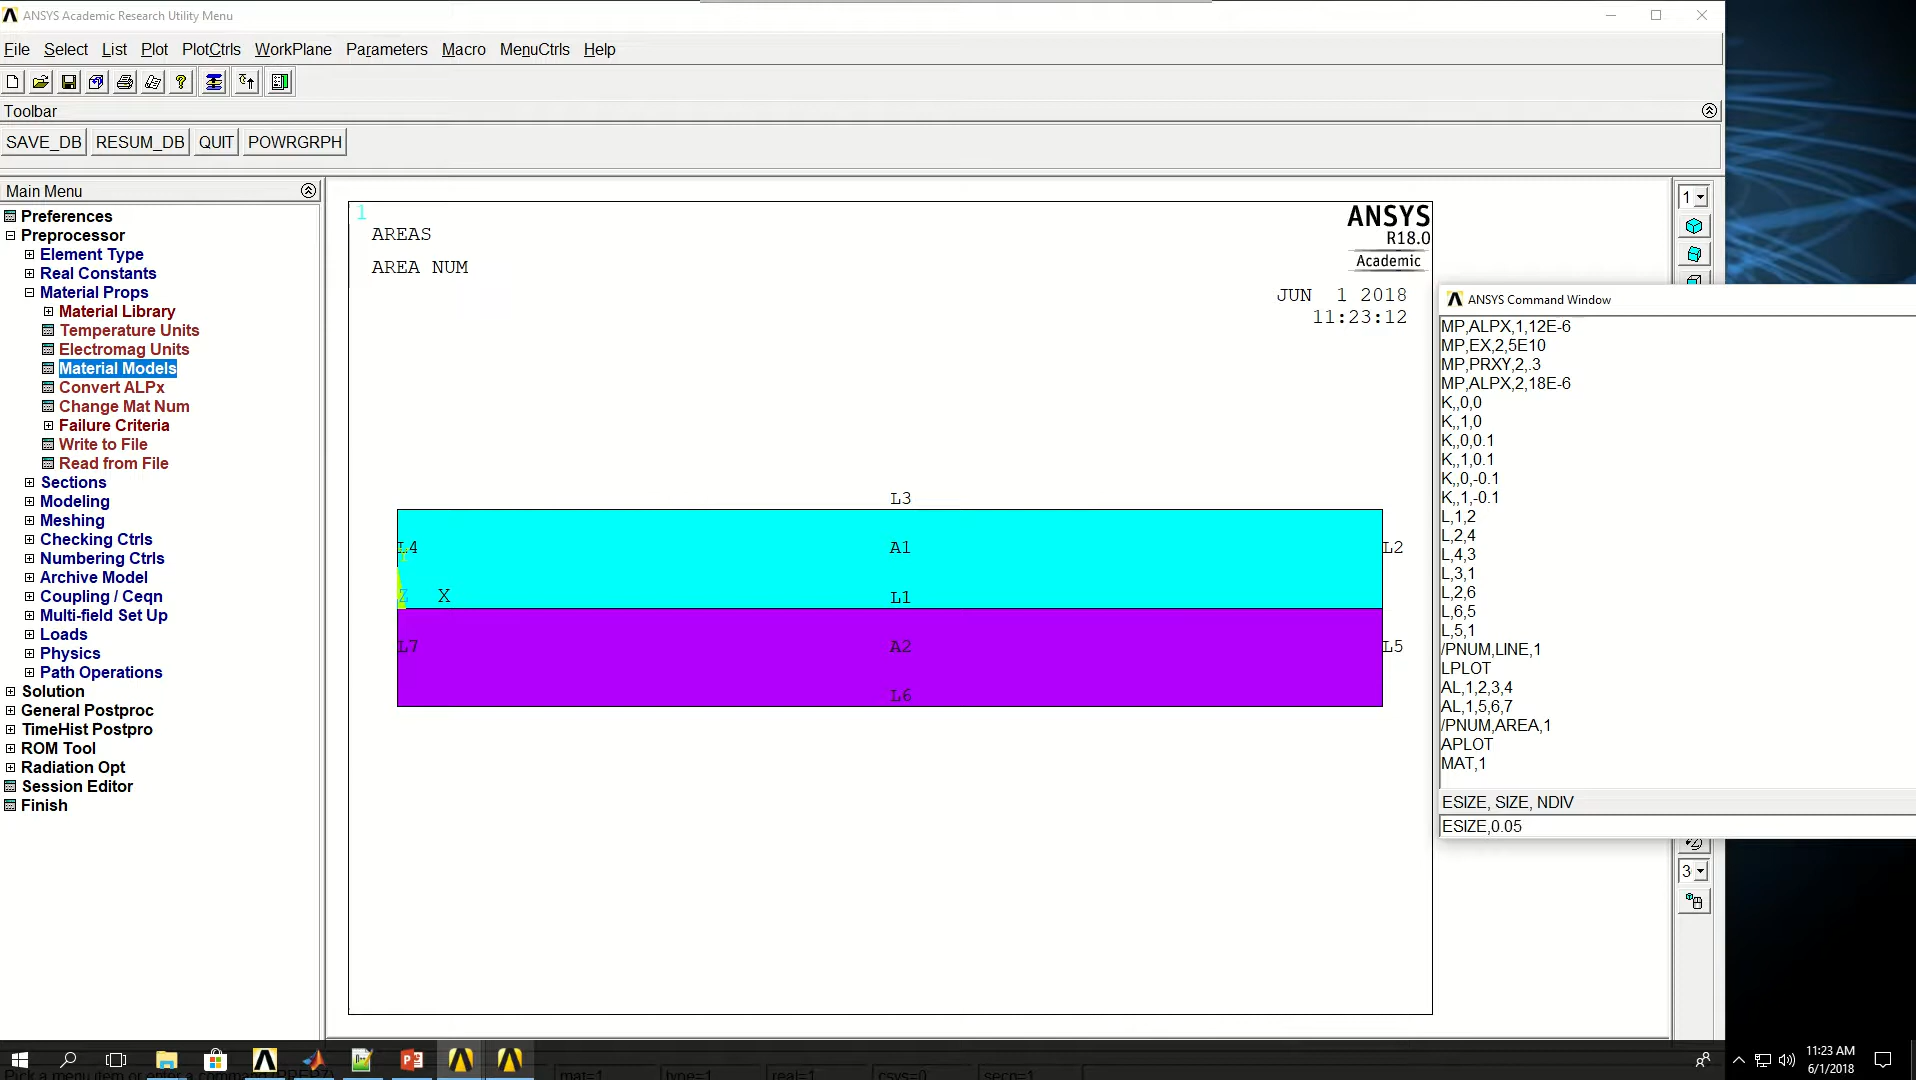 ANSYS Academic Research Utility Menu
File Select List Plot PlotCtrls WorkPlane Parameters Macro MenuCtrls Help
Toolbar
SAVE_DB RESUM_DB QUIT POWRGRPH
Main Menu
Preferences
Preprocessor
Element Type
Real Constants
Material Props
Material Library
Temperature Units
Electromag Units
Material Models
Convert ALPx
Change Mat Num
Failure Criteria
Write to File
Read from File
Sections
Modeling
Meshing
Checking Ctrls
Numbering Ctrls
Archive Model
Coupling / Ceqn
Multi-field Set Up
Loads
Physics
Path Operations
Solution
General Postproc
TimeHist Postpro
ROM Tool
Radiation Opt
Session Editor
Finish
1
AREAS
AREA NUM
ANSYS
R18.0
Academic
JUN 1 2018
11:23:12
L3
L4 A1 L2
Z X L1
L7 A2 L5
L6
1
ANSYS Command Window
MP,ALPX,1,12E-6
MP,EX,2,5E10
MP,PRXY,2,.3
MP,ALPX,2,18E-6
K,,0,0
K,,1,0
K,,0,0.1
K,,1,0.1
K,,0,-0.1
K,,1,-0.1
L,1,2
L,2,4
L,4,3
L,3,1
L,2,6
L,6,5
L,5,1
/PNUM,LINE,1
LPLOT
AL,1,2,3,4
AL,1,5,6,7
/PNUM,AREA,1
APLOT
MAT,1
ESIZE, SIZE, NDIV
ESIZE,0.05
3
11:23 AM
6/1/2018
Pick a menu item or enter a command (PREP7) mat=1 type=1 real=1 csys=0 secn=1